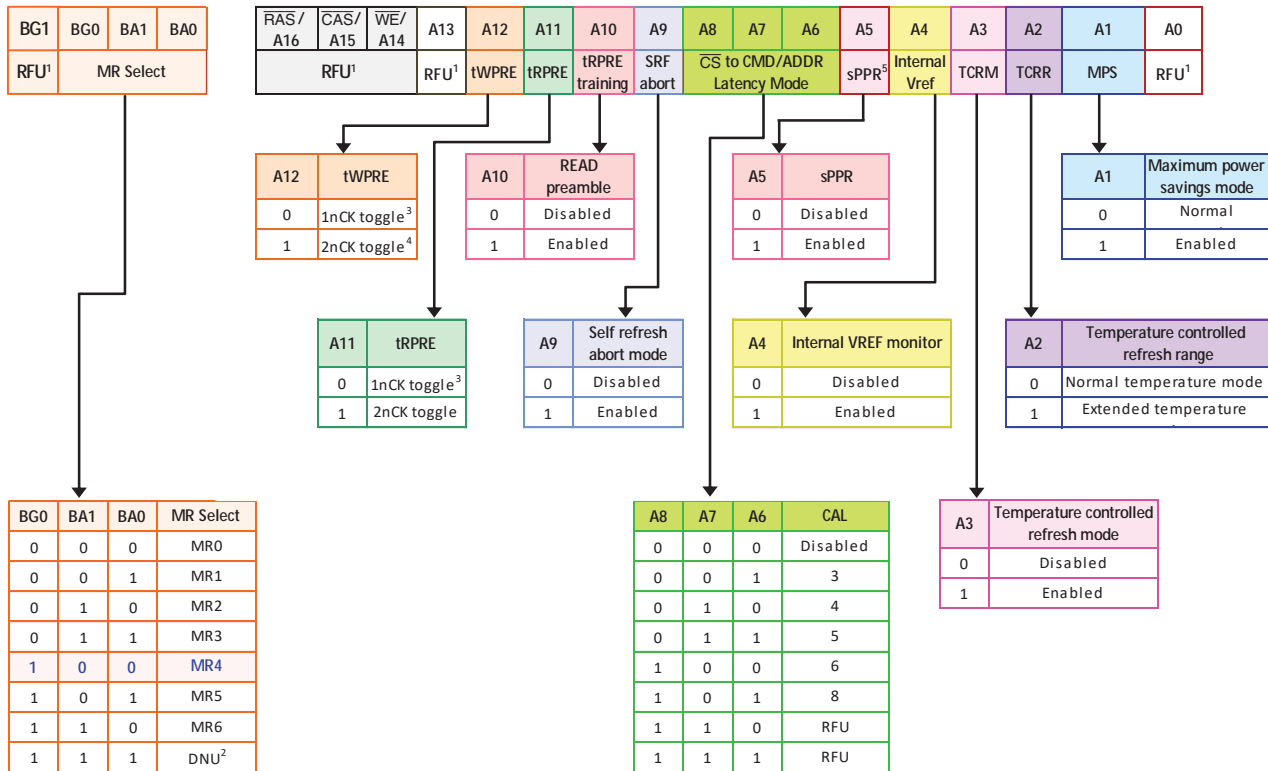 BG1 BG0 BA1 BA0
RFU¹ MR Select
RAS / A16 CAS/ A15 WE/ A14 A13 A12 A11 A10 A9 A8 A7 A6 A5 A4 A3 A2 A1 A0
RFU¹ RFU¹ tWPRE tRPRE tRPRE training SRF abort CS to CMD/ADDR Latency Mode sPPR⁵ Internal Vref TCRM TCRR MPS RFU¹
A12 tWPRE
0 1nCK toggle³
1 2nCK toggle⁴
A10 READ preamble
0 Disabled
1 Enabled
A5 sPPR
0 Disabled
1 Enabled
A1 Maximum power savings mode
0 Normal
1 Enabled
A11 tRPRE
0 1nCK toggle³
1 2nCK toggle
A9 Self refresh abort mode
0 Disabled
1 Enabled
A4 Internal VREF monitor
0 Disabled
1 Enabled
A2 Temperature controlled refresh range
0 Normal temperature mode
1 Extended temperature
BG0 BA1 BA0 MR Select
0 0 0 MR0
0 0 1 MR1
0 1 0 MR2
0 1 1 MR3
1 0 0 MR4
1 0 1 MR5
1 1 0 MR6
1 1 1 DNU²
A8 A7 A6 CAL
0 0 0 Disabled
0 0 1 3
0 1 0 4
0 1 1 5
1 0 0 6
1 0 1 8
1 1 0 RFU
1 1 1 RFU
A3 Temperature controlled refresh mode
0 Disabled
1 Enabled